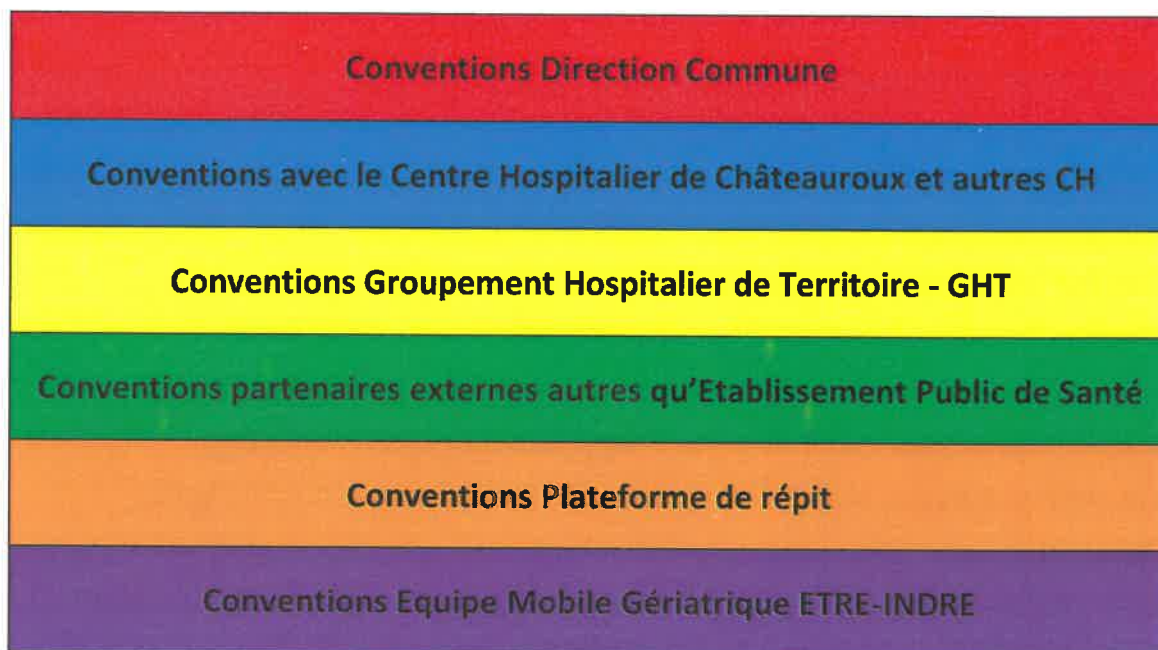 Conventions Direction Commune
Conventions avec le Centre Hospitalier de Châteauroux et autres CH
Conventions Groupement Hospitalier de Territoire - GHT
Conventions partenaires externes autres qu'Etablissement Public de Santé
Conventions Plateforme de répit
Conventions Equipe Mobile Gériatrique ETRE-INDRE